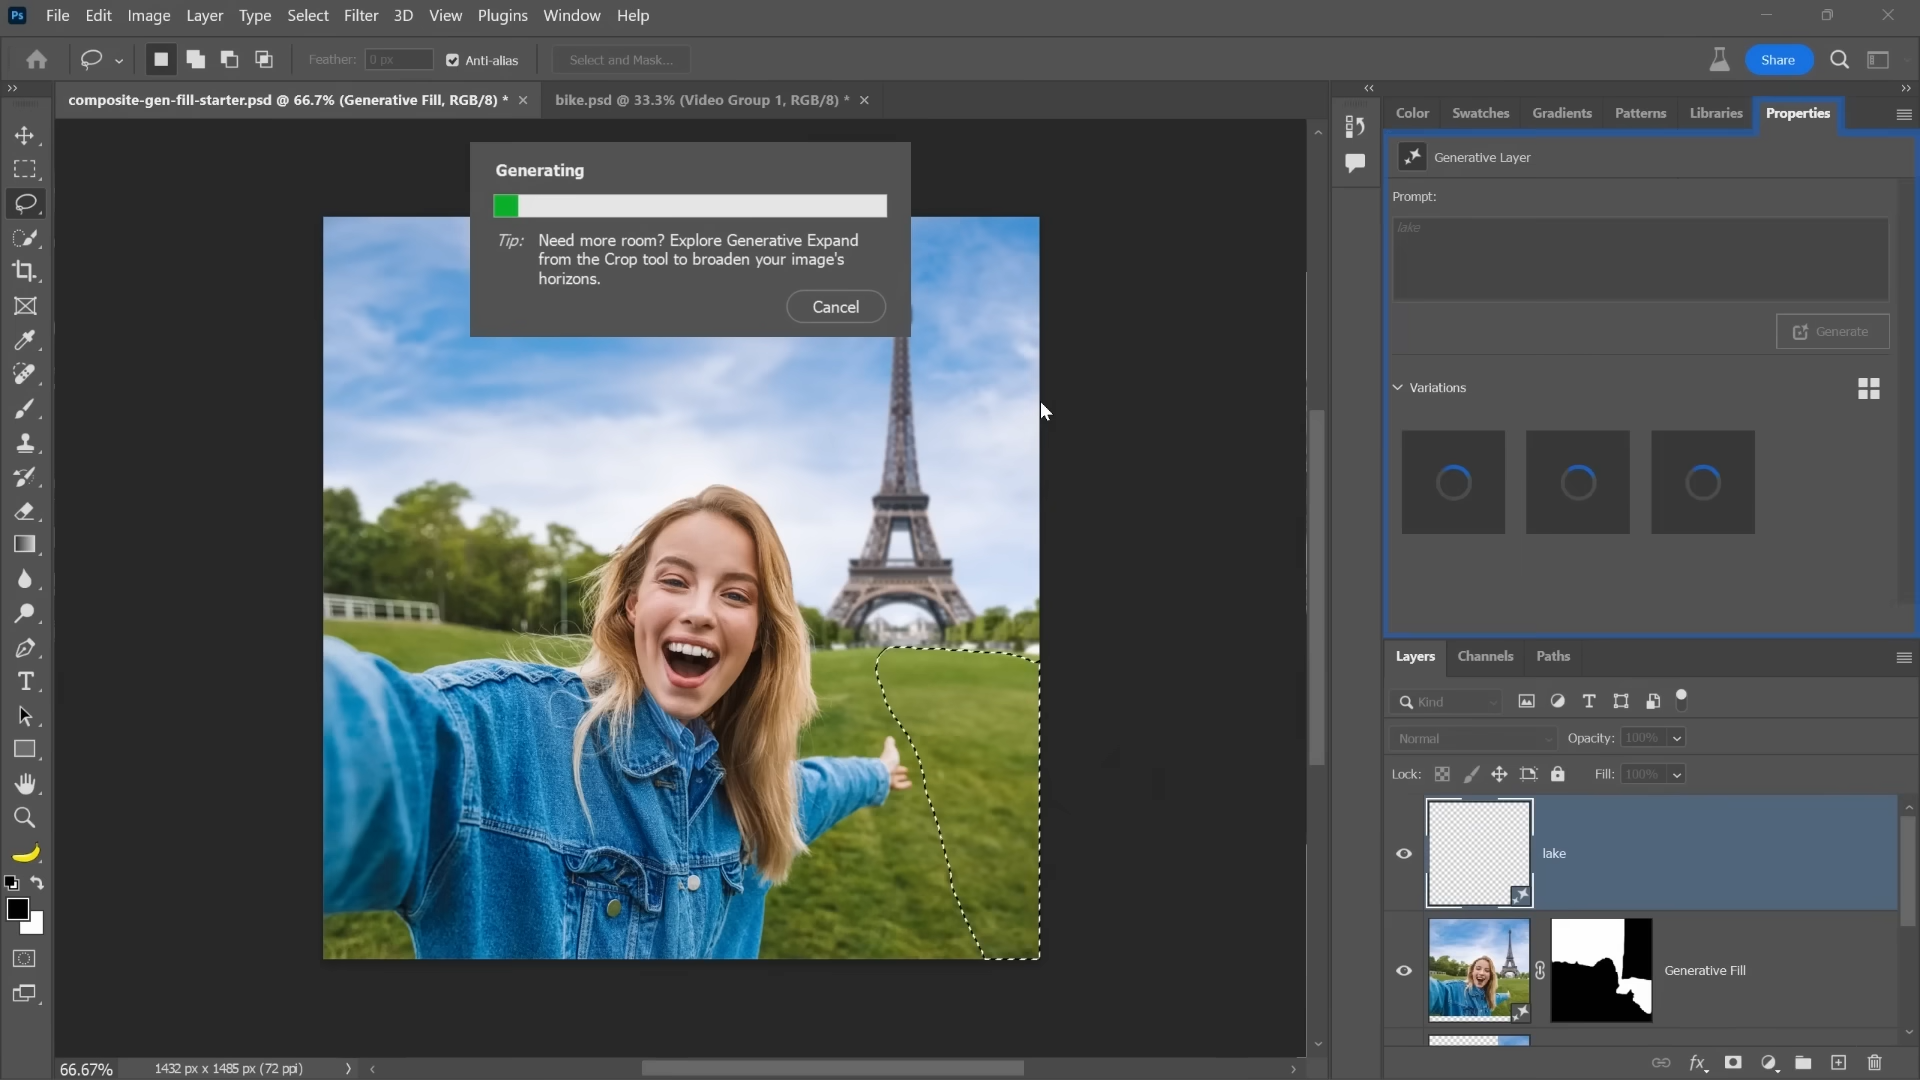 Ps File Edit Image Layer Type Select Filter 3D View Plugins Window Help
Feather: 0 px Anti-alias Select and Mask... Share
composite-gen-fill-starter.psd @ 66.7% (Generative Fill, RGB/8) * × bike.psd @ 33.3% (Video Group 1, RGB/8) * ×
Color Swatches Gradients Patterns Libraries Properties
Generating
Tip: Need more room? Explore Generative Expand
from the Crop tool to broaden your image's
horizons.
Cancel
Generative Layer
Prompt:
lake
Generate
Variations
Layers Channels Paths
Kind
Normal Opacity: 100%
Lock: Fill: 100%
lake
Generative Fill
66.67% 1432 px x 1485 px (72 ppi)